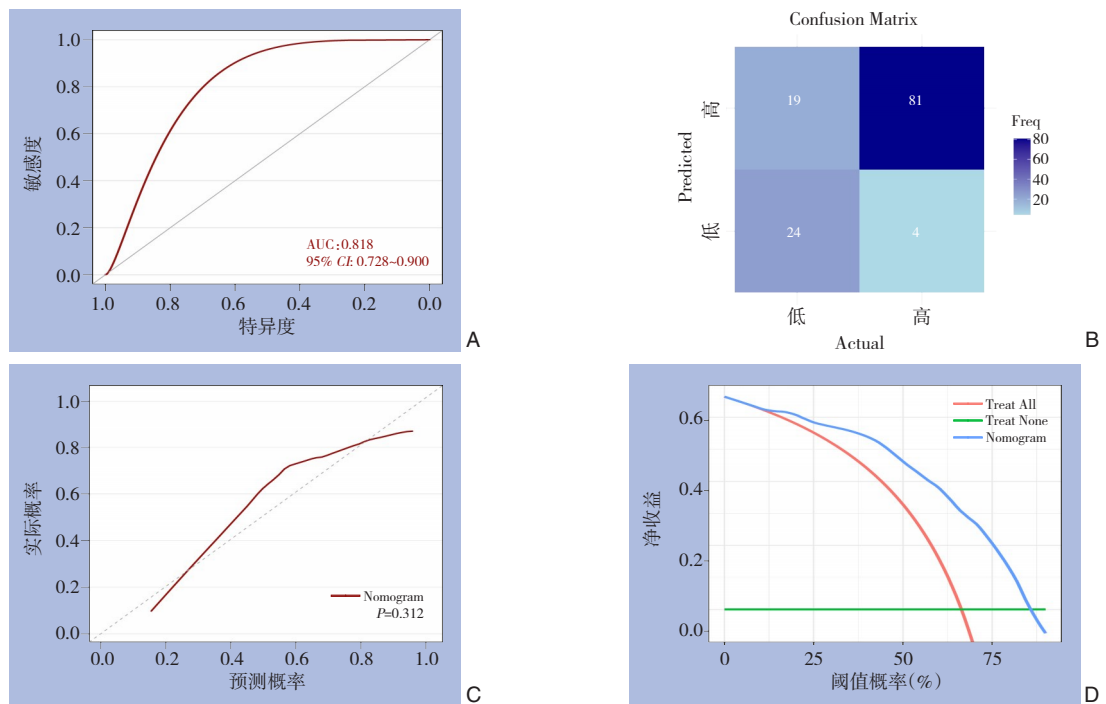 1.0
0.8
0.6
0.4
0.2
0.0
敏感度
AUC:0.818
95% CI: 0.728~0.900
1.0 0.8 0.6 0.4 0.2 0.0
特异度
A
Confusion Matrix
高
低
Predicted
19 81
24 4
低 高
Actual
Freq
80
60
40
20
B
1.0
0.8
0.6
0.4
0.2
0.0
实际概率
Nomogram
P=0.312
0.0 0.2 0.4 0.6 0.8 1.0
预测概率
C
0.6
0.4
0.2
0.0
净收益
Treat All
Treat None
Nomogram
0 25 50 75
阈值概率(%)
D